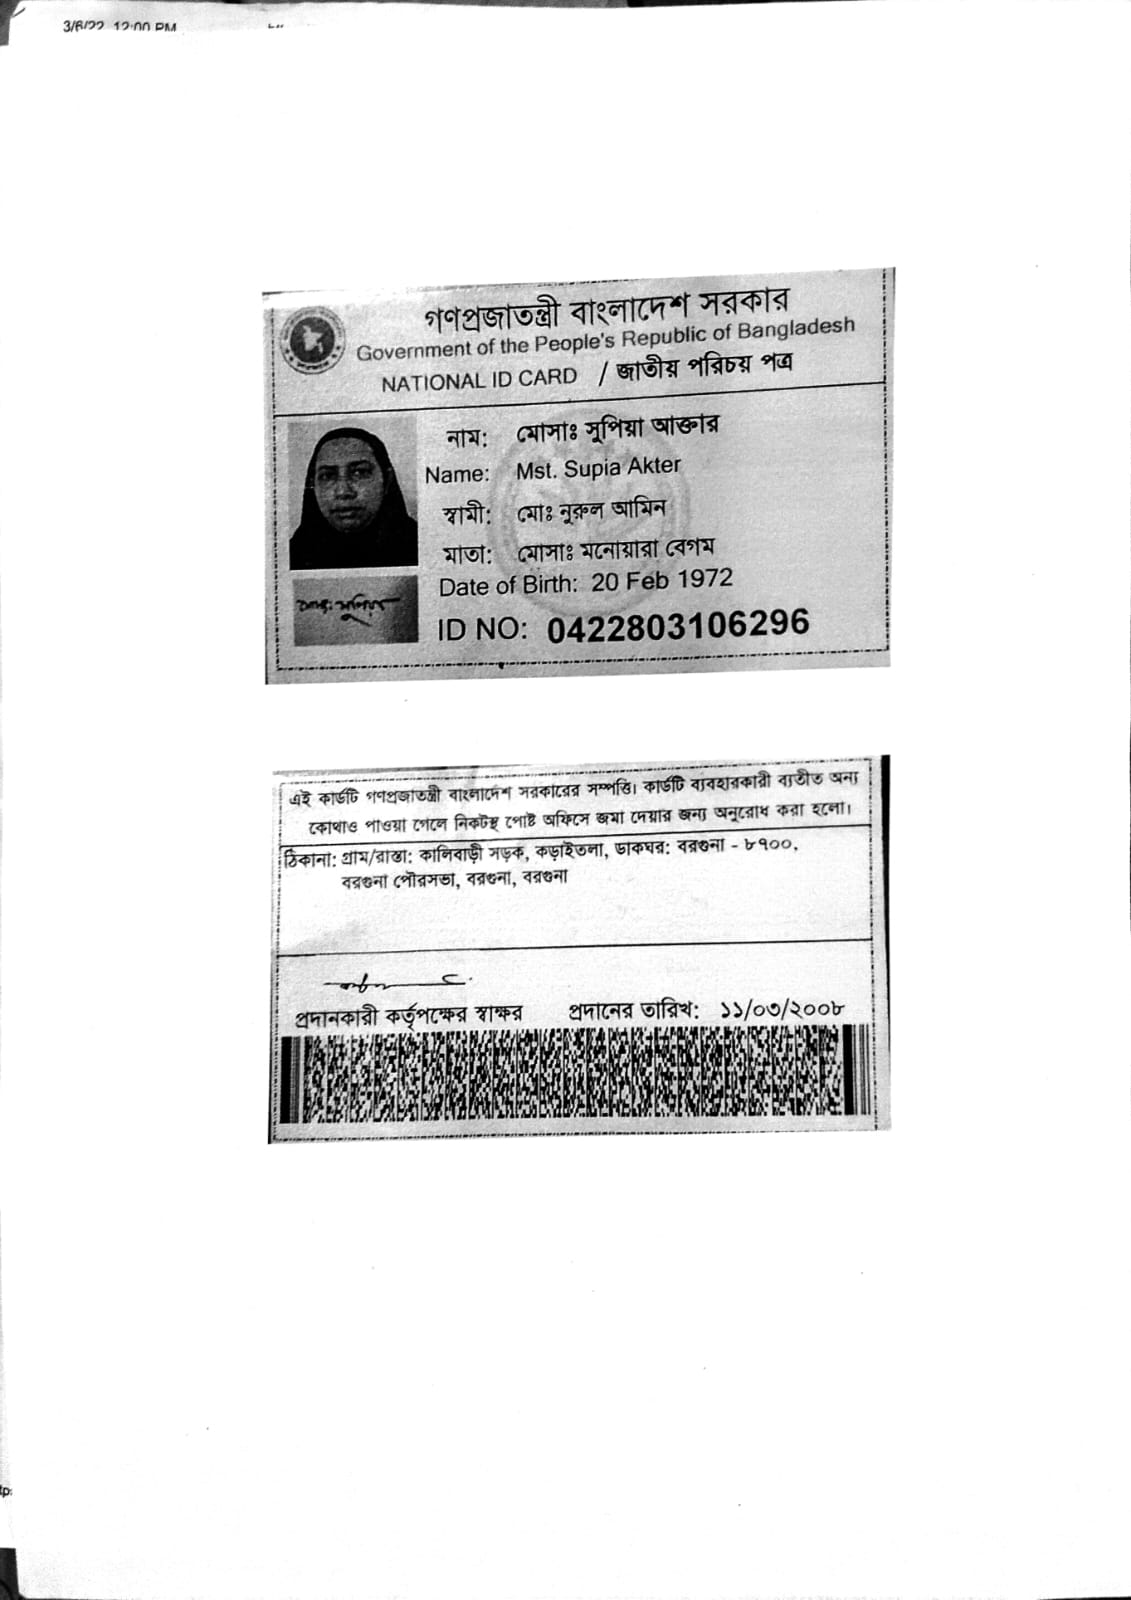 3/6/22 12:00 PM
গণপ্রজাতন্ত্রী বাংলাদেশ সরকার
Government of the People's Republic of Bangladesh
NATIONAL ID CARD / জাতীয় পরিচয় পত্র
নাম: মোসাঃ সুপিয়া আক্তার
Name: Mst. Supia Akter
স্বামী: মোঃ নুরুল আমিন
মাতা: মোসাঃ মনোয়ারা বেগম
Date of Birth: 20 Feb 1972
ID NO: 0422803106296
এই কার্ডটি গণপ্রজাতন্ত্রী বাংলাদেশ সরকারের সম্পত্তি। কার্ডটি ব্যবহারকারী ব্যতীত অন্য
কোথাও পাওয়া গেলে নিকটস্থ পোষ্ট অফিসে জমা দেয়ার জন্য অনুরোধ করা হলো।
ঠিকানা: গ্রাম/রাস্তা: কালিবাড়ী সড়ক, কড়াইতলা, ডাকঘর: বরগুনা - ৮৭০০,
বরগুনা পৌরসভা, বরগুনা, বরগুনা
প্রদানকারী কর্তৃপক্ষের স্বাক্ষর প্রদানের তারিখ: ১১/০৩/২০০৮